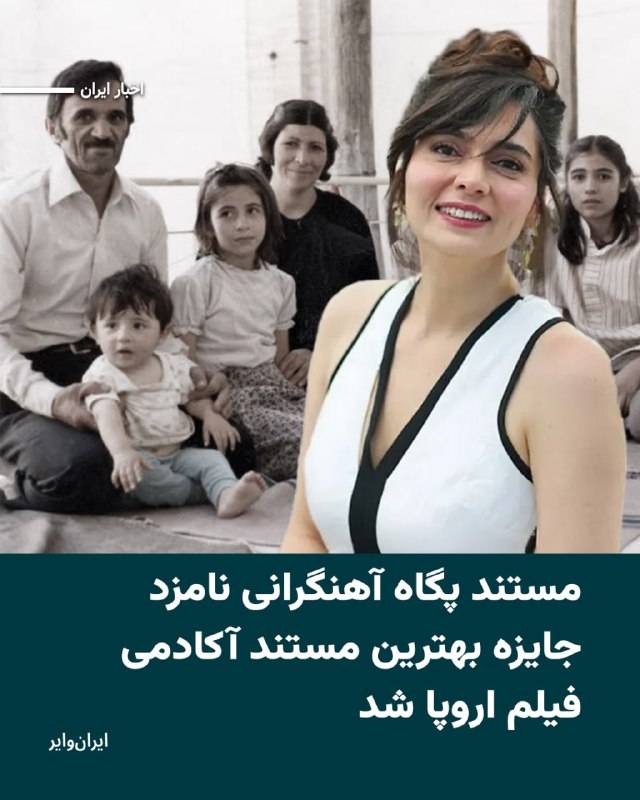 اخبار ایران
مستند پگاه آهنگرانی نامزد
جایزه بهترین مستند آکادمی
فیلم اروپا شد
ایران‌وایر